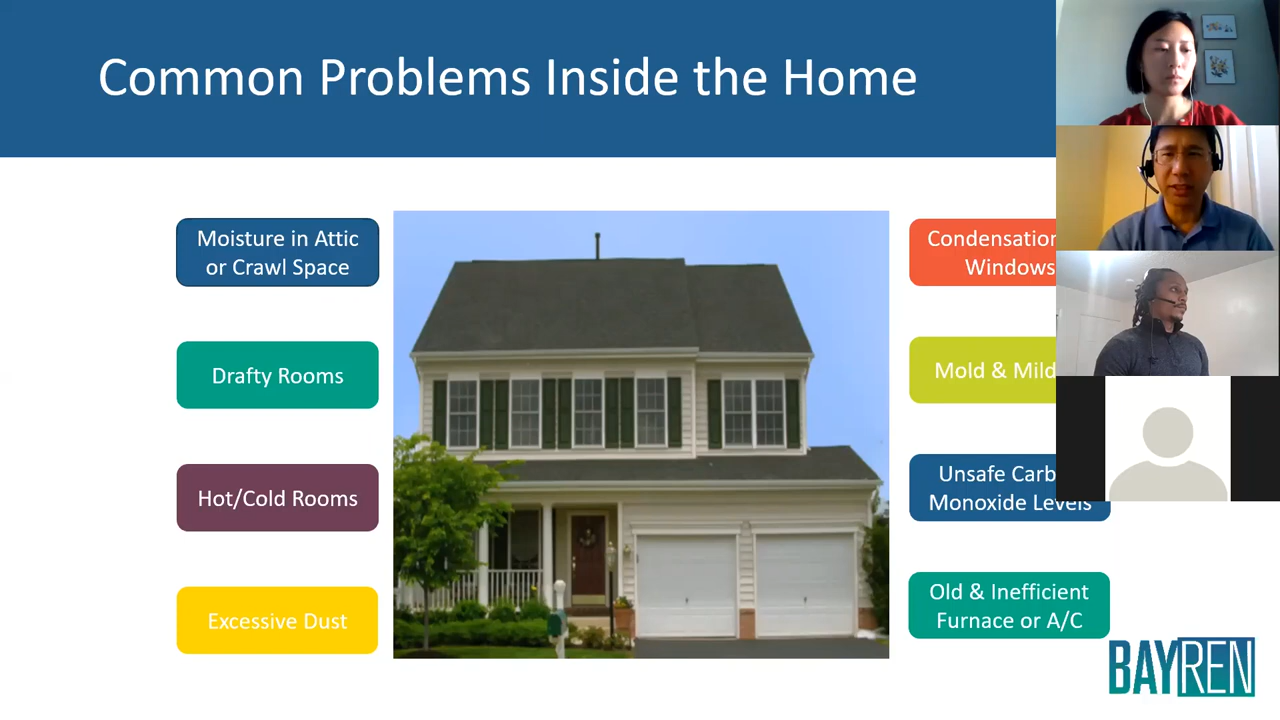 Common Problems Inside the Home
Moisture in Attic
or Crawl Space
Drafty Rooms
Hot/Cold Rooms
Excessive Dust
Condensation
Windows
Mold & Mild
Unsafe Carb
Monoxide Levels
Old & Inefficient
Furnace or A/C
BAYREN